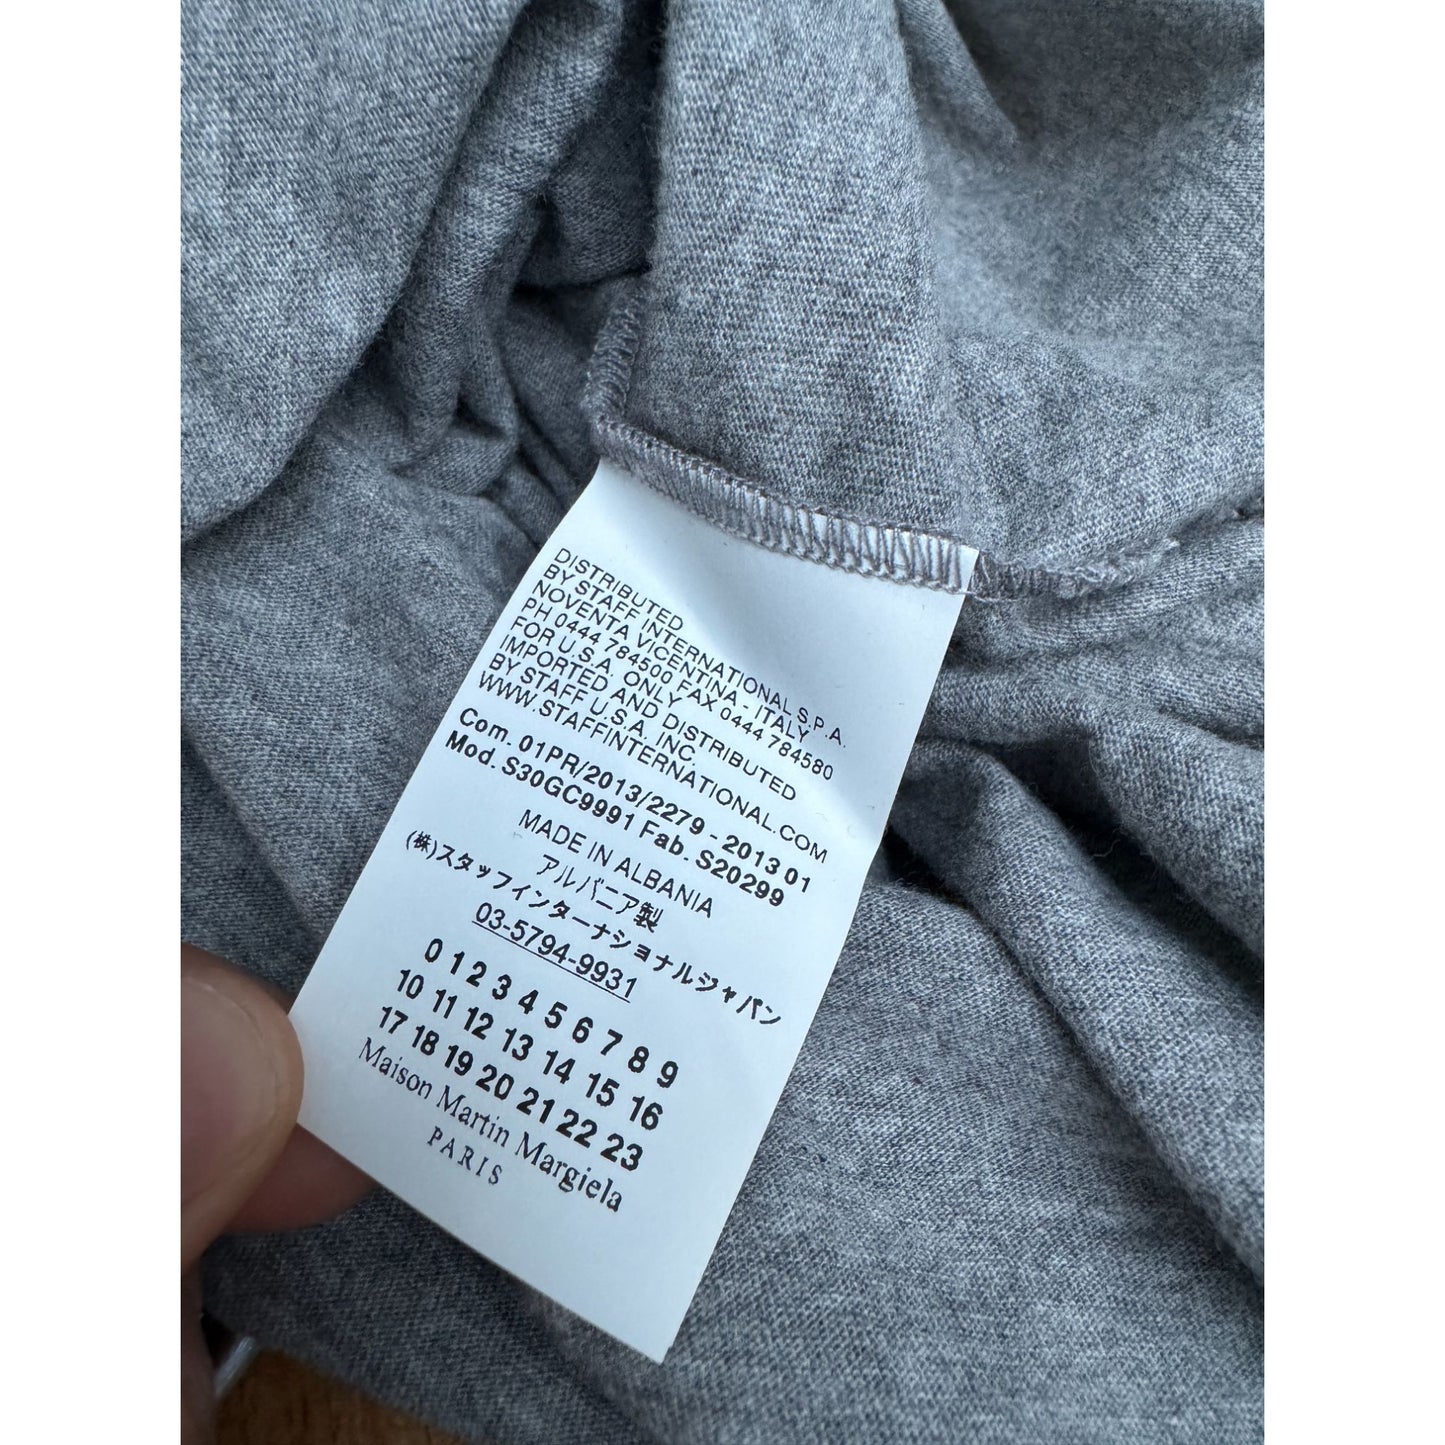 DISTRIBUTED
BY STAFF INTERNATIONAL S.P.A.
NOVENTA VICENTINA - ITALY
PH 0444 784500 FAX 0444 784580
FOR U.S.A. ONLY
IMPORTED AND DISTRIBUTED
BY STAFF U.S.A. INC.
WWW.STAFFINTERNATIONAL.COM
Com. 01PR/2013/2279 - 2013 01
Mod. S30GC9991 Fab. S20299
MADE IN ALBANIA
アルバニア製
(株)スタッフインターナショナルジャパン
03-5794-9931
0 1 2 3 4 5 6 7 8 9
10 11 12 13 14 15 16
17 18 19 20 21 22 23
Maison Martin Margiela
PARIS